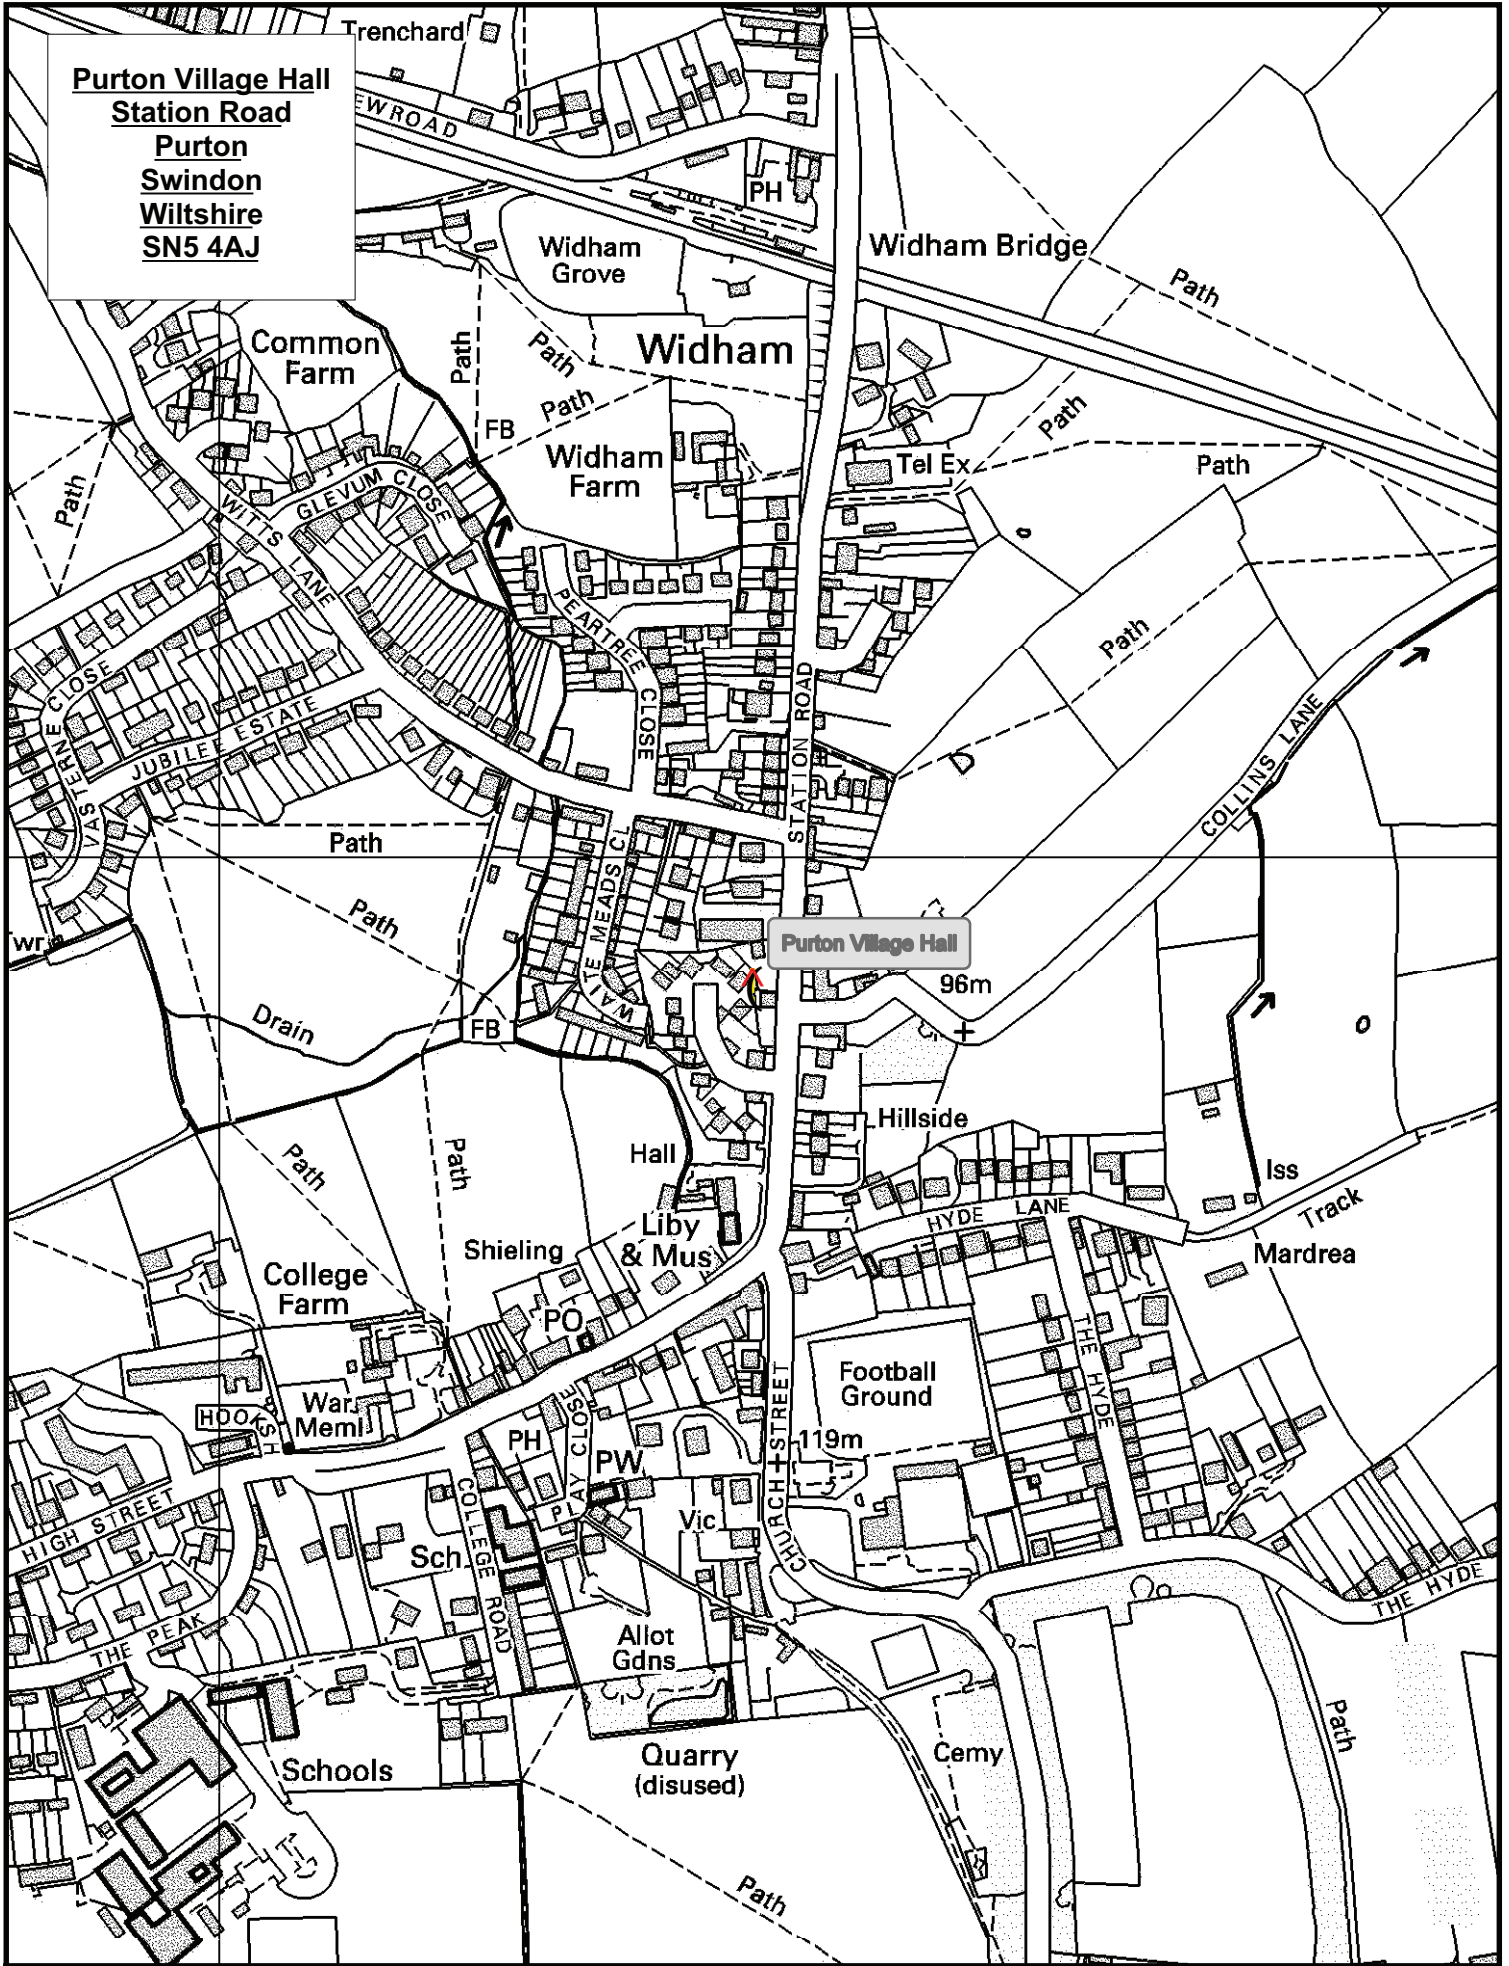 Trenchard
Purton Village Hall
Station Road
Purton
Swindon
Wiltshire
SN5 4AJ
EWROAD
PH
Widham
Grove
Widham Bridge
Path
Common
Farm
Path
Path
Widham
Path
Path
FB
Widham
Farm
Tel Ex
Path
Path
GLEVUM CLOSE
WITTS LANE
PEARTREE CLOSE
Path
STATION ROAD
VASTERNE CLOSE
JUBILEE ESTATE
COLLINS LANE
Path
WAITE MEADS CL
Path
Twr
Purton Village Hall
96m
WAITE
Drain
FB
Hillside
Path
Path
Hall
Iss
HYDE LANE
Track
Liby
& Mus
Shieling
Mardrea
College
Farm
PO
THE HYDE
Football
Ground
War
Meml
HOOKS H
PH
PLAY CLOSE
CHURCH STREET
119m
PW
HIGH STREET
COLLEGE ROAD
Vic
Sch
THE HYDE
THE PEAK
Allot
Gdns
Path
Cemy
Quarry
(disused)
Schools
Path